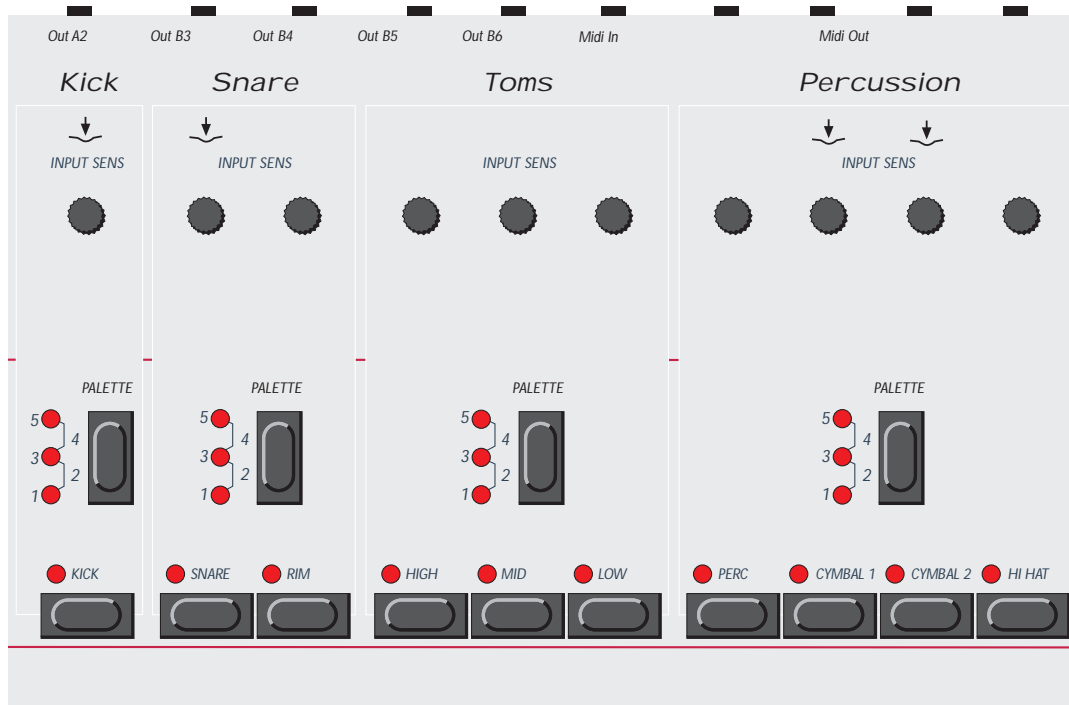 Out A2 Out B3 Out B4 Out B5 Out B6 Midi In Midi Out
Kick Snare Toms Percussion
INPUT SENS INPUT SENS INPUT SENS INPUT SENS
PALETTE PALETTE PALETTE PALETTE
5 5 5 5
4 4 4 4
3 3 3 3
2 2 2 2
1 1 1 1
KICK SNARE RIM HIGH MID LOW PERC CYMBAL 1 CYMBAL 2 HI HAT